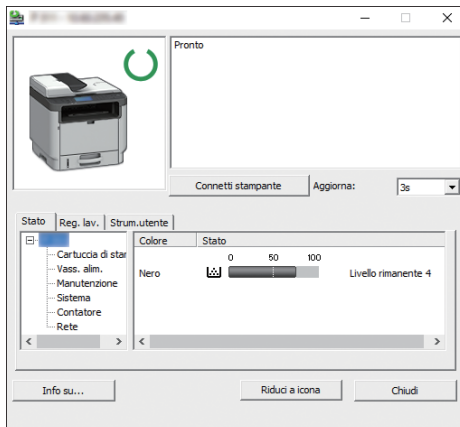 Pronto
Connetti stampante
Aggiorna:
3s
Stato
Reg. lav.
Strum.utente
Cartuccia di star
Vass. alim.
Manutenzione
Sistema
Contatore
Rete
Colore Stato
0 50 100
Nero
Livello rimanente 4
Info su...
Riduci a icona
Chiudi